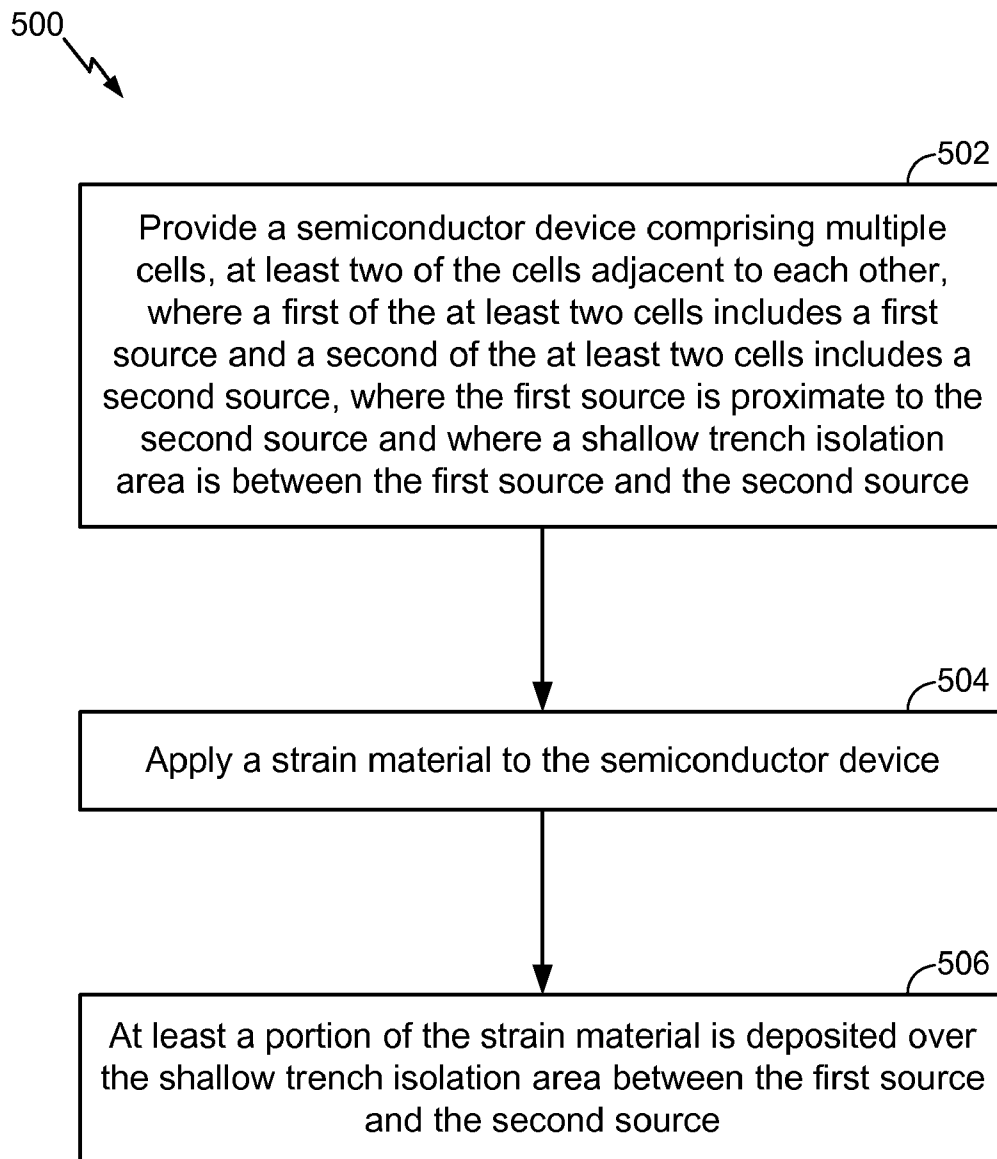 500
502
Provide a semiconductor device comprising multiple
cells, at least two of the cells adjacent to each other,
where a first of the at least two cells includes a first
source and a second of the at least two cells includes a
second source, where the first source is proximate to the
second source and where a shallow trench isolation
area is between the first source and the second source
504
Apply a strain material to the semiconductor device
506
At least a portion of the strain material is deposited over
the shallow trench isolation area between the first source
and the second source